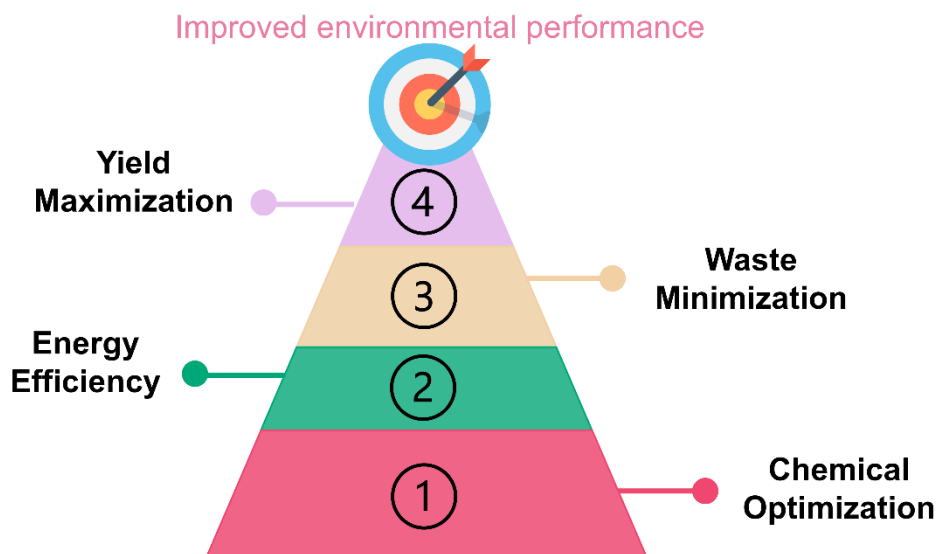 Improved environmental performance
Yield
Maximization
4
Waste
Minimization
3
Energy
Efficiency
2
Chemical
Optimization
1